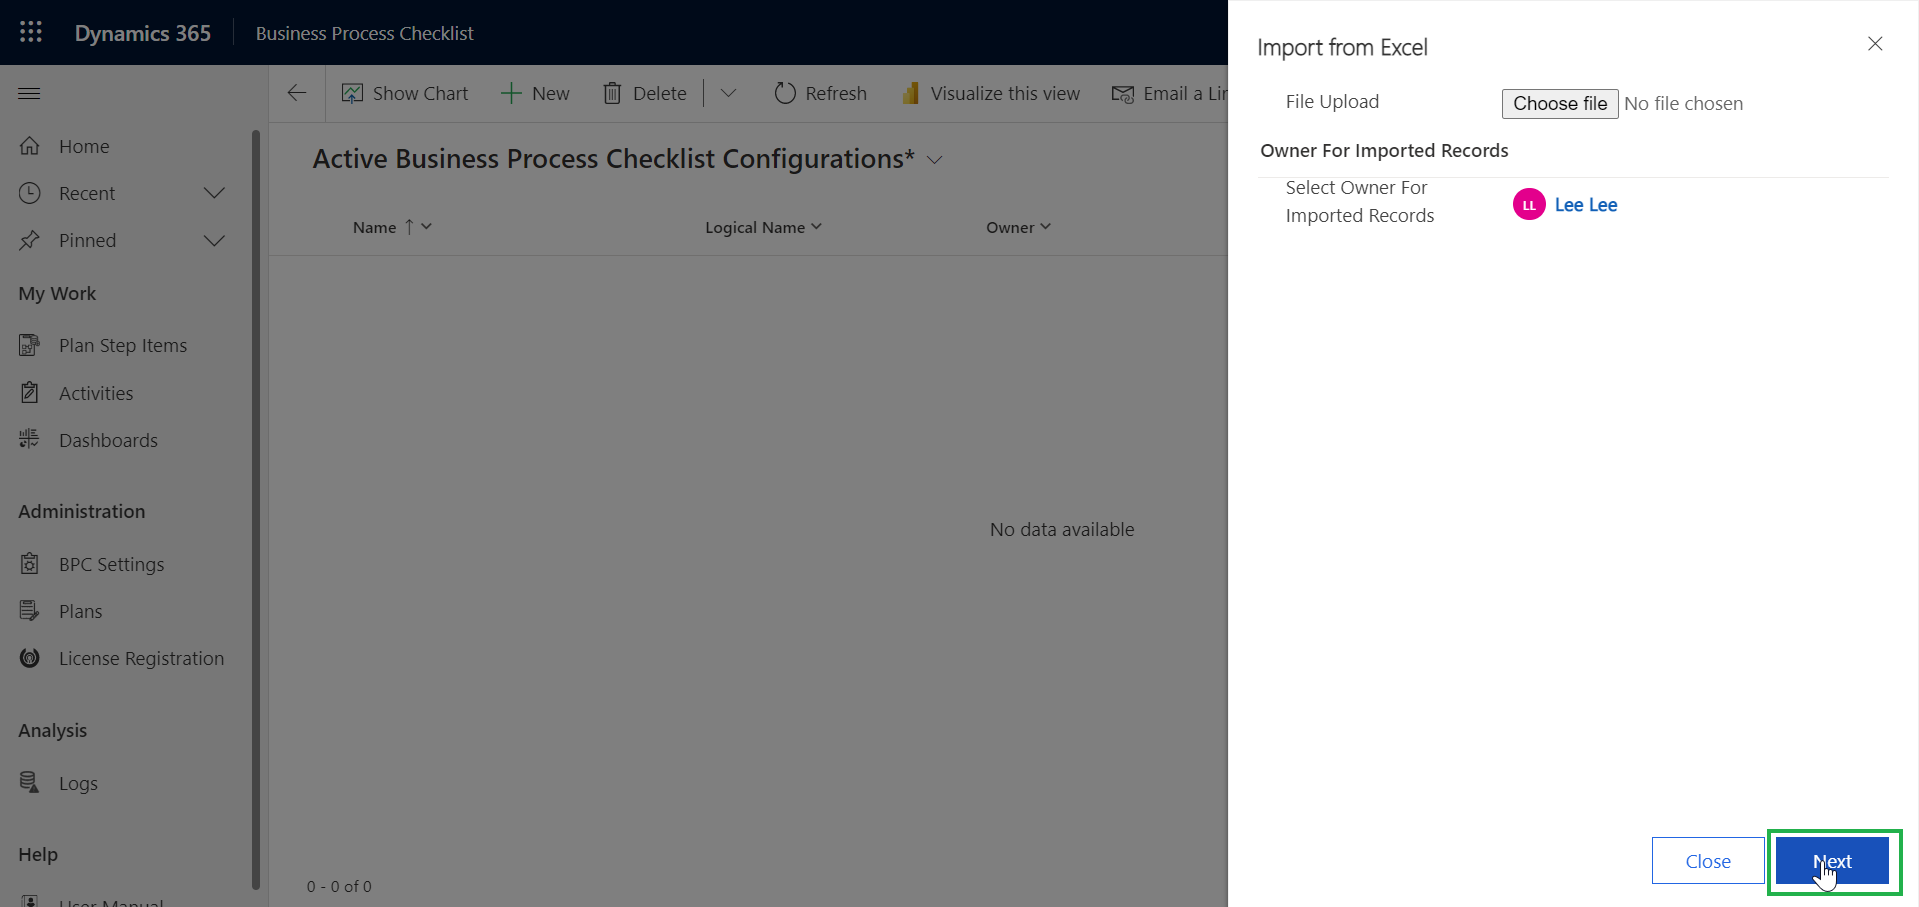 Dynamics 365
Business Process Checklist
Show Chart
New
Delete
Refresh
Visualize this view
Email a Lin
Home
Recent
Pinned
My Work
Plan Step Items
Activities
Dashboards
Administration
BPC Settings
Plans
License Registration
Analysis
Logs
Help
User Manual
Active Business Process Checklist Configurations*
Name
Logical Name
Owner
No data available
0 - 0 of 0
Import from Excel
File Upload
Choose file No file chosen
Owner For Imported Records
Select Owner For
Imported Records
LL
Lee Lee
Close
Next